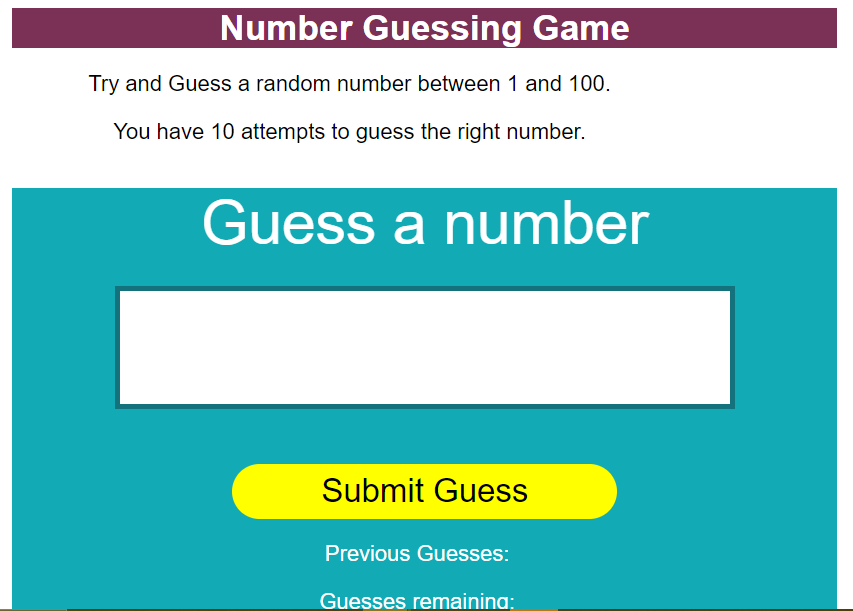 Number Guessing Game
Try and Guess a random number between 1 and 100.
You have 10 attempts to guess the right number.
Guess a number
Submit Guess
Previous Guesses:
Guesses remaining: